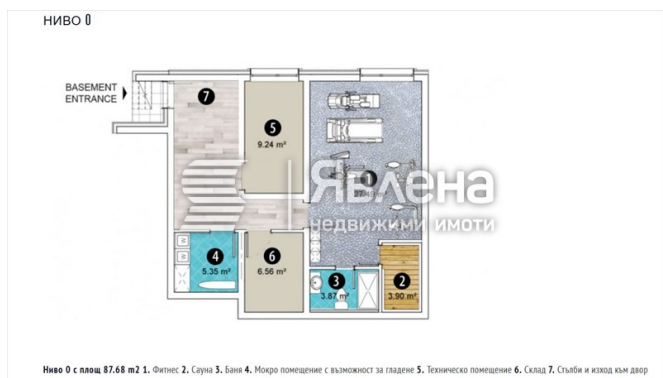 НИВО 0
BASEMENT
ENTRANCE
7
5
9.24 m²
Явлена
1
недвижими имоти
4
5.35 m²
6
6.56 m²
3
3.87 m²
2
3.90 m²
Ниво 0 с площ 87.68 m2 1. Фитнес 2. Сауна 3. Баня 4. Мокро помещение с възможност за гладене 5. Техническо помещение 6. Склад 7. Стълби и изход към двор